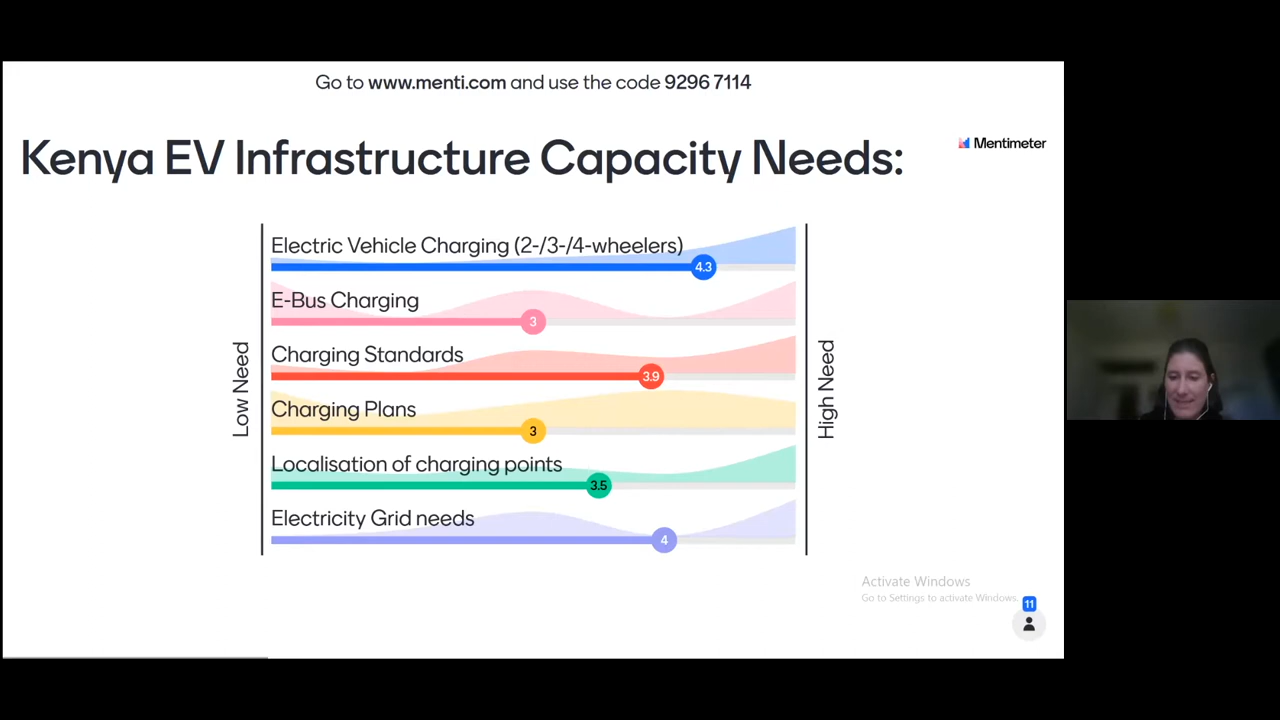 Go to www.menti.com and use the code 9296 7114
Kenya EV Infrastructure Capacity Needs:
Mentimeter
Electric Vehicle Charging (2-/3-/4-wheelers)
4.3
E-Bus Charging
3
Charging Standards
3.9
Charging Plans
3
Localisation of charging points
3.5
Electricity Grid needs
4
Low Need
High Need
Activate Windows
Go to Settings to activate Windows.
11